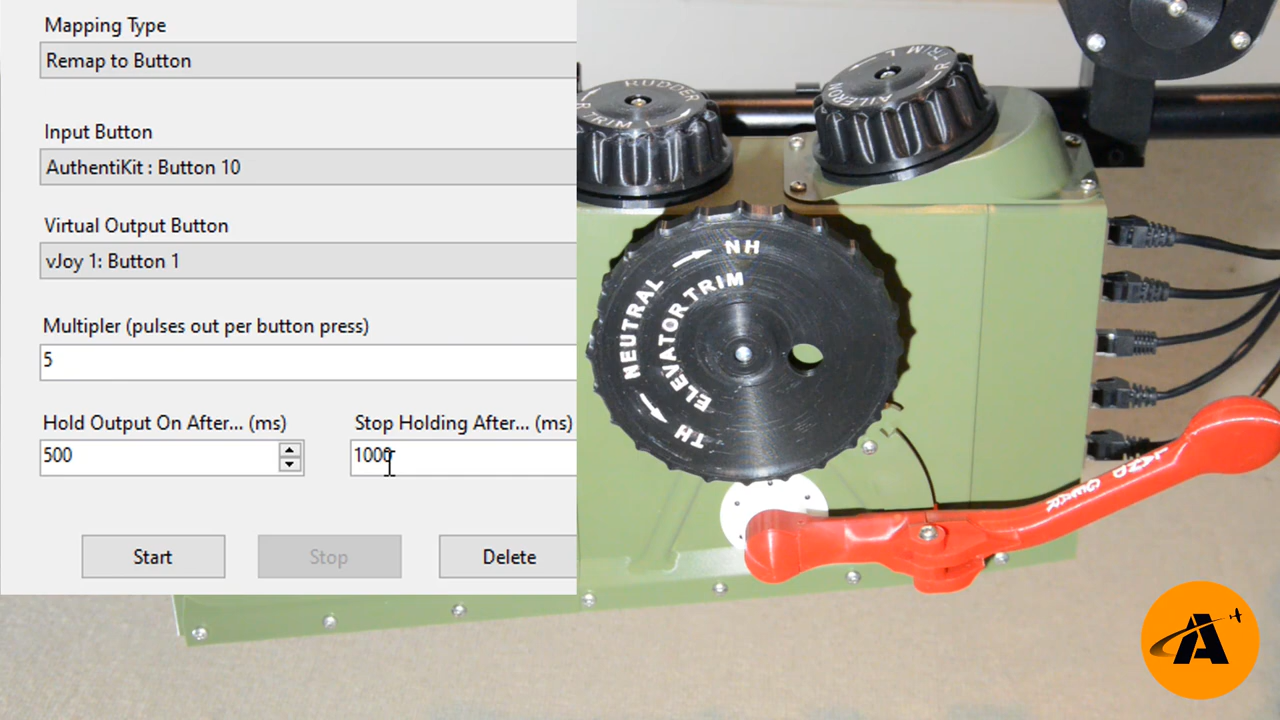 Mapping Type
Remap to Button
Input Button
AuthentiKit : Button 10
Virtual Output Button
vJoy 1: Button 1
Multipler (pulses out per button press)
5
Hold Output On After... (ms)
Stop Holding After... (ms)
500
1000
Start
Stop
Delete
RUDDER
R TRIM L
TRIM L
AILERON
R
NH
NEUTRAL
ELEVATOR TRIM
TH
A